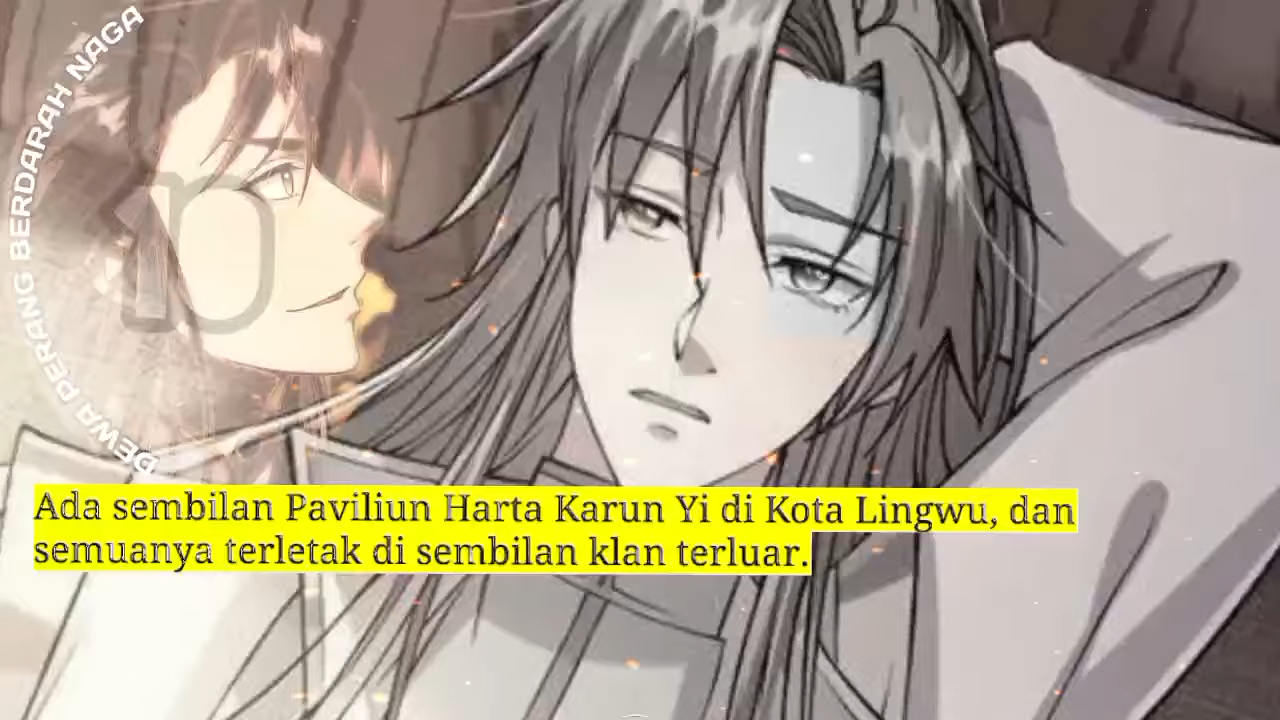 DEWA PERANG BERDARAH NAGA
Ada sembilan Paviliun Harta Karun Yi di Kota Lingwu, dan
semuanya terletak di sembilan klan terluar.